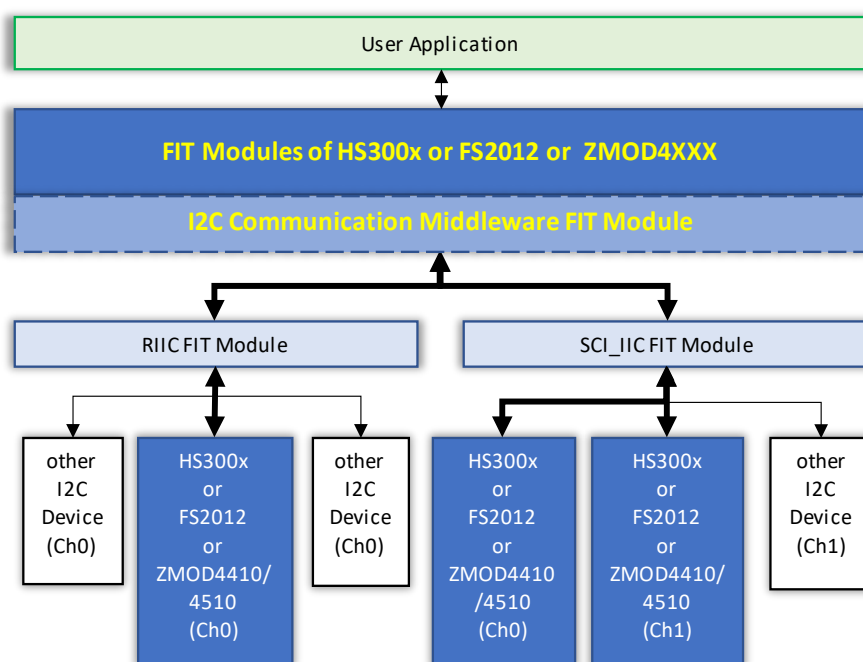 User Application
FIT Modules of HS300x or FS2012 or ZMOD4XXX
I2C Communication Middleware FIT Module
RIIC FIT Module
SCI_IIC FIT Module
other
I2C
Device
(Ch0)
HS300x
or
FS2012
or
ZMOD4410/
4510
(Ch0)
other
I2C
Device
(Ch0)
HS300x
or
FS2012
or
ZMOD4410
/4510
(Ch0)
HS300x
or
FS2012
or
ZMOD4410/
4510
(Ch1)
other
I2C
Device
(Ch1)